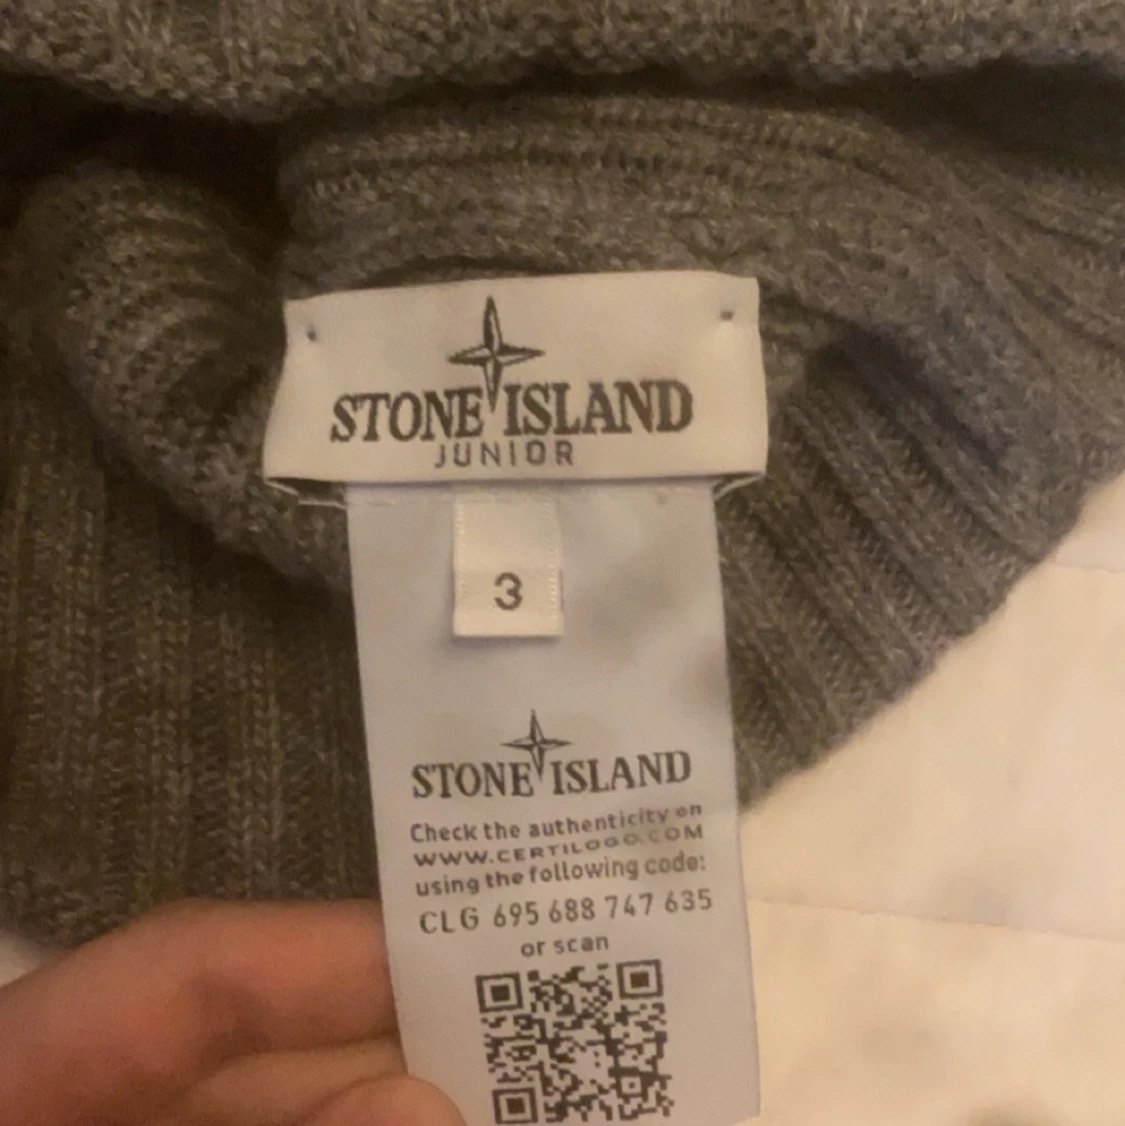 STONE ISLAND
JUNIOR
3
STONE ISLAND
Check the authenticity on
WWW.CERTILOGO.COM
using the following code:
CLG 695 688 747 635
or scan